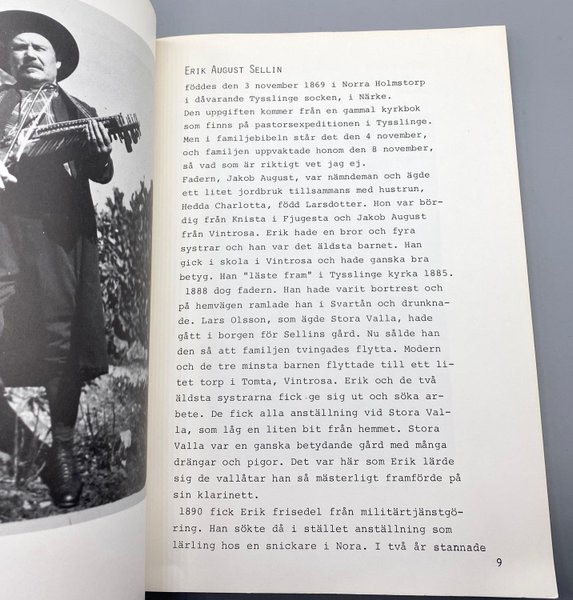 ERIK AUGUST SELLIN
föddes den 3 november 1869 i Norra Holmstorp
i dåvarande Tysslinge socken, i Närke.
Den uppgiften kommer från en gammal kyrkbok
som finns på pastorsexpeditionen i Tysslinge.
Men i familjebibeln står det den 4 november,
och familjen uppvaktade honom den 8 november,
så vad som är riktigt vet jag ej.
Fadern, Jakob August, var nämndeman och ägde
ett litet jordbruk tillsammans med hustrun,
Hedda Charlotta, född Larsdotter. Hon var bör-
dig från Knista i Fjugesta och Jakob August
från Vintrosa. Erik hade en bror och fyra
systrar och han var det äldsta barnet. Han
gick i skola i Vintrosa och hade ganska bra
betyg. Han "läste fram" i Tysslinge kyrka 1885.
1888 dog fadern. Han hade varit bortrest och
på hemvägen ramlade han i Svartån och drunkna-
de. Lars Olsson, som ägde Stora Valla, hade
gått i borgen för Sellins gård. Nu sålde han
den så att familjen tvingades flytta. Modern
och de tre minsta barnen flyttade till ett li-
tet torp i Tomta, Vintrosa. Erik och de två
äldsta systrarna fick ge sig ut och söka ar-
bete. De fick alla anställning vid Stora Val-
la, som låg en liten bit från hemmet. Stora
Valla var en ganska betydande gård med många
drängar och pigor. Det var här som Erik lärde
sig de vallåtar han så mästerligt framförde på
sin klarinett.
1890 fick Erik frisedel från militärtjänstgö-
ring. Han sökte då i stället anställning som
lärling hos en snickare i Nora. I två år stannade
9